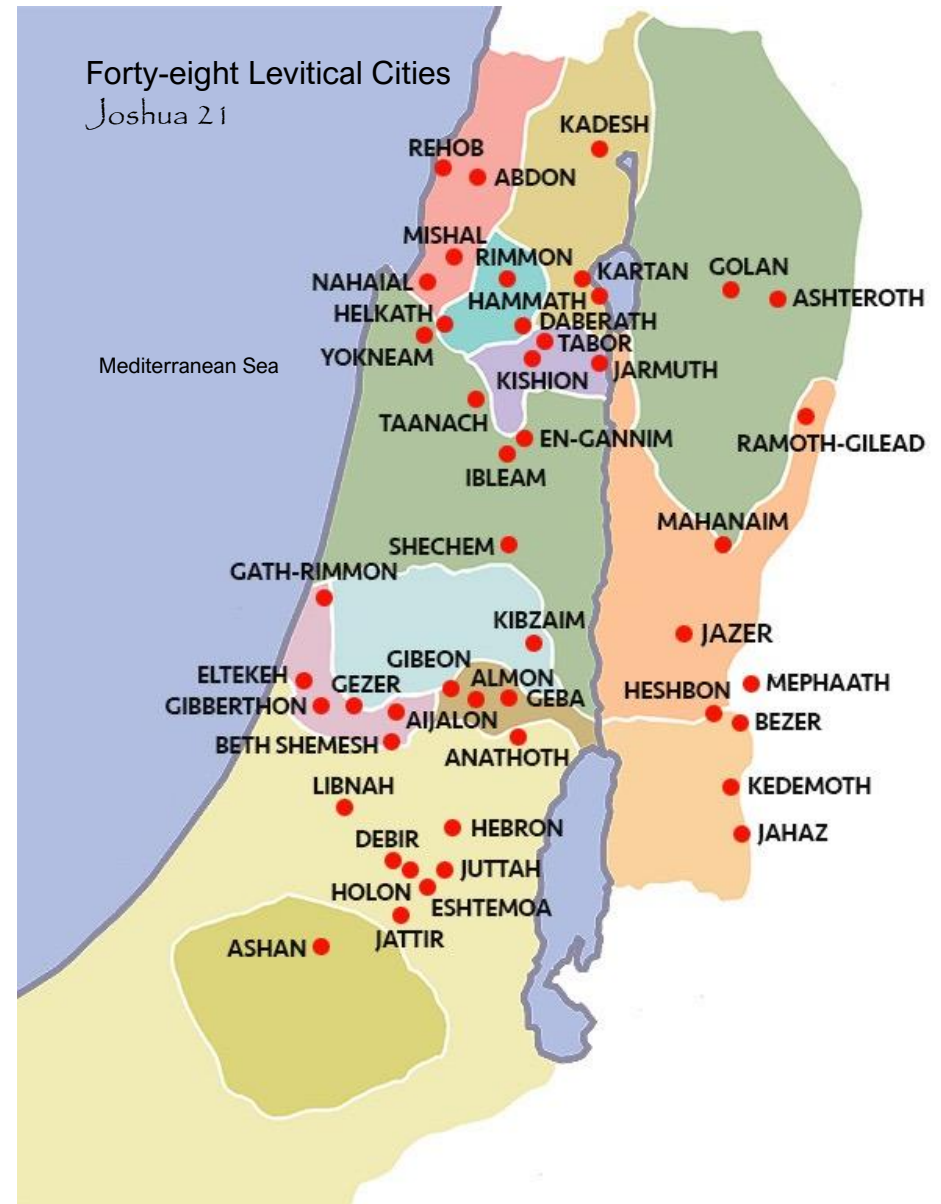 Forty-eight Levitical Cities
Joshua 21
KADESH
REHOB
ABDON
MISHAL
RIMMON
KARTAN
GOLAN
NAHAIAL
HAMMATH
ASHTEROTH
HELKATH
DABERATH
YOKNEAM
TABOR
Mediterranean Sea
KISHION
JARMUTH
TAANACH
EN-GANNIM
RAMOTH-GILEAD
IBLEAM
MAHANAIM
SHECHEM
GATH-RIMMON
KIBZAIM
JAZER
GIBEON
ELTEKEH
ALMON
MEPHAATH
GEZER
HESHBON
GEBA
GIBBERTHON
AIJALON
BEZER
BETH SHEMESH
ANATHOTH
LIBNAH
KEDEMOTH
HEBRON
JAHAZ
DEBIR
JUTTAH
HOLON
ESHTEMOA
JATTIR
ASHAN